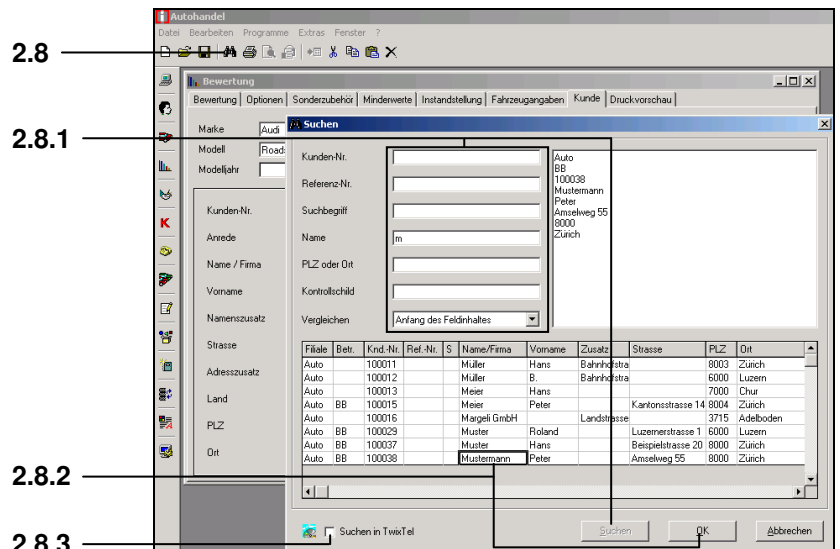 Autohandel
Datei Bearbeiten Programme Extras Fenster ?
2.8
Bewertung
Bewertung Optionen Sonderzubehör Minderwerte Instandstellung Fahrzeugangaben Kunde Druckvorschau
2.8.1
Marke Audi
Modell Roads
Modelljahr
Kunden-Nr.
Anrede
Name / Firma
Vorname
Namenszusatz
Strasse
Adresszusatz
Land
PLZ
Ort
Suchen
Kunden-Nr.
Referenz-Nr.
Suchbegriff
Name m
PLZ oder Ort
Kontrollschild
Vergleichen Anfang des Feldinhaltes
Auto
BB
100038
Mustermann
Peter
Amselweg 55
8000
Zürich
Filiale Betr. Knd.-Nr. Ref.-Nr. S Name/Firma Vorname Zusatz Strasse PLZ Ort
Auto 100011 Müller Hans Bahnhofstra 8003 Zürich
Auto 100012 Müller B. Bahnhofstra 6000 Luzern
Auto 100013 Meier Hans 7000 Chur
Auto BB 100015 Meier Peter Kantonsstrasse 14 8004 Zürich
Auto 100016 Margeli GmbH Landstrasse 3715 Adelboden
Auto BB 100029 Muster Roland Luzernerstrasse 1 6000 Luzern
Auto BB 100037 Muster Hans Beispielstrasse 20 8000 Zürich
Auto BB 100038 Mustermann Peter Amselweg 55 8000 Zürich
2.8.2
2.8.3
Suchen in TwixTel
Suchen OK Abbrechen